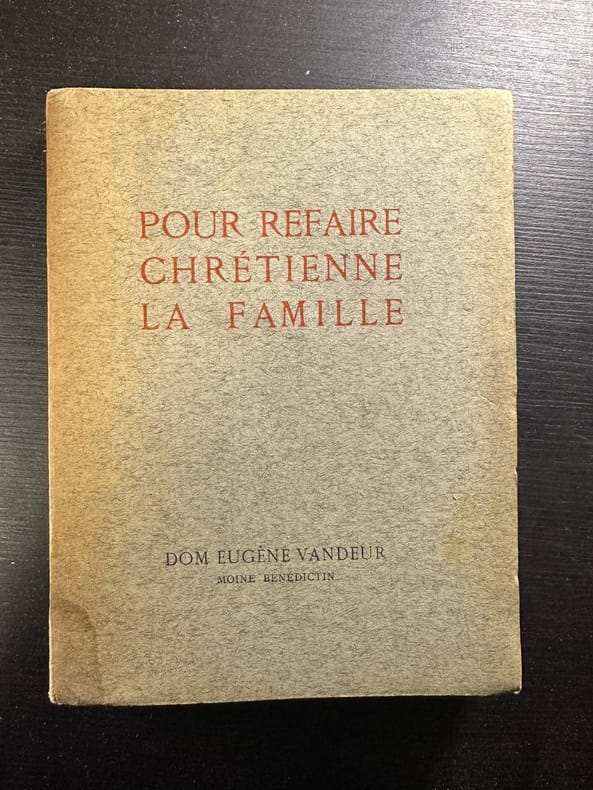 POUR REFAIRE
CHRÉTIENNE
LA FAMILLE
DOM EUGÈNE VANDEUR
MOINE BÉNÉDICTIN